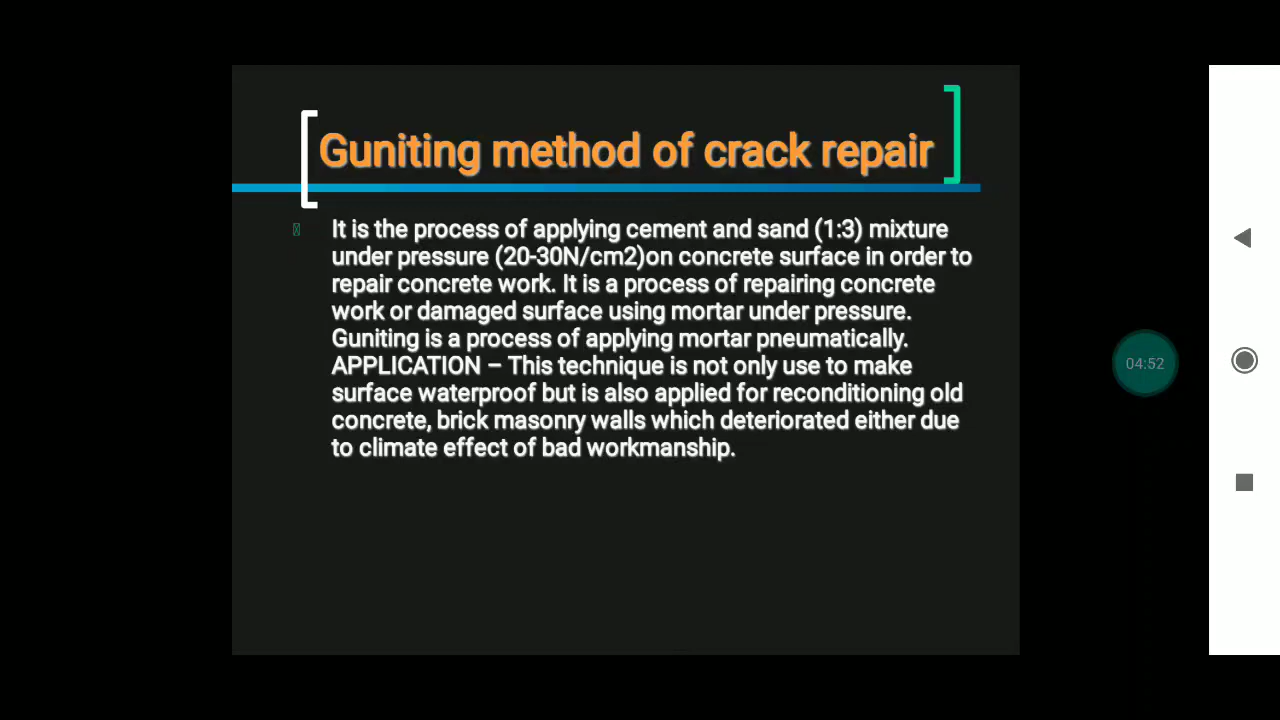 Guniting method of crack repair
It is the process of applying cement and sand (1:3) mixture
under pressure (20-30N/cm2)on concrete surface in order to
repair concrete work. It is a process of repairing concrete
work or damaged surface using mortar under pressure.
Guniting is a process of applying mortar pneumatically.
APPLICATION – This technique is not only use to make
surface waterproof but is also applied for reconditioning old
concrete, brick masonry walls which deteriorated either due
to climate effect of bad workmanship.
04:52